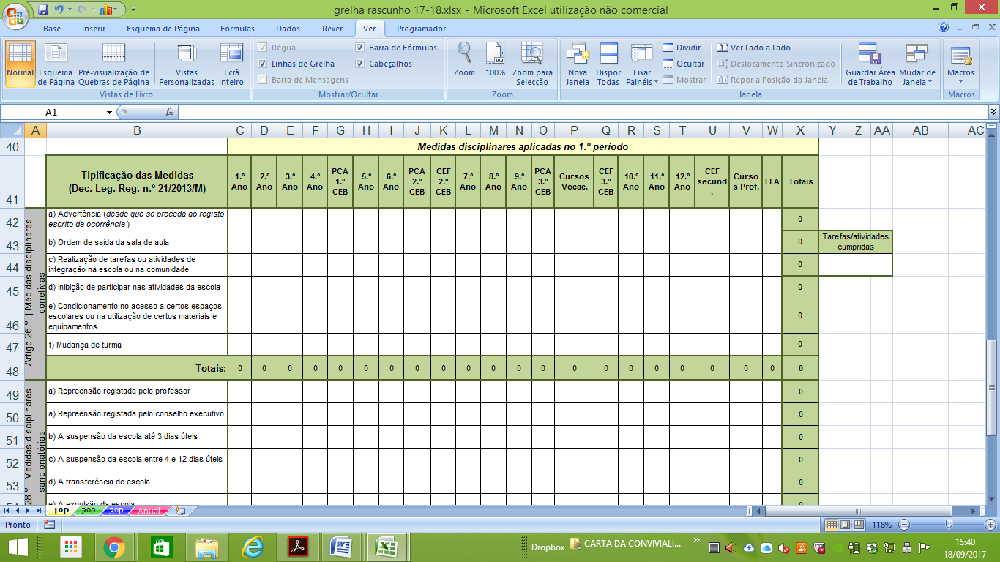 grelha rascunho 17-18.xlsx - Microsoft Excel utilização não comercial
Base Inserir Esquema de Página Fórmulas Dados Rever Ver Programador
Normal
Esquema de Página
Pré-visualização de Quebras de Página
Vistas Personalizadas
Ecrã Inteiro
Vistas de Livro
Régua
Linhas de Grelha
Barra de Mensagens
Barra de Fórmulas
Cabeçalhos
Mostrar/Ocultar
Zoom
100%
Zoom para Selecção
Zoom
Nova Janela
Dispor Todas
Fixar Painéis
Dividir
Ocultar
Mostrar
Ver Lado a Lado
Deslocamento Sincronizado
Repor a Posição da Janela
Guardar Área de Trabalho
Mudar de Janela
Janela
Macros
Macros
A1 fx
A B C D E F G H I J K L M N O P Q R S T U V W X Y Z AA AB AC
40 Medidas disciplinares aplicadas no 1.º período
41 Tipificação das Medidas
(Dec. Leg. Reg. n.º 21/2013/M)
1.º Ano 2.º Ano 3.º Ano 4.º Ano PCA 1.º CEB 5.º Ano 6.º Ano PCA 2.º CEB CEF 2.º CEB 7.º Ano 8.º Ano 9.º Ano PCA 3.º CEB Cursos Vocac. CEF 3.º CEB 10.º Ano 11.º Ano 12.º Ano CEF secund . Curso s Prof. EFA Totais
Artigo 26.º | Medidas disciplinares
corretivas
42 a) Advertência (desde que se proceda ao registo
escrito da ocorrência ) 0
43 b) Ordem de saída da sala de aula 0
Tarefas/atividades
cumpridas
44 c) Realização de tarefas ou atividades de
integração na escola ou na comunidade 0
45 d) Inibição de participar nas atividades da escola 0
46 e) Condicionamento no acesso a certos espaços
escolares ou na utilização de certos materiais e
equipamentos 0
47 f) Mudança de turma 0
48 Totais: 0 0 0 0 0 0 0 0 0 0 0 0 0 0 0 0 0 0 0 0 0 0
28.º | Medidas disciplinares
sancionatórias
49 a) Repreensão registada pelo professor 0
50 a) Repreensão registada pelo conselho executivo 0
51 b) A suspensão da escola até 3 dias úteis 0
52 c) A suspensão da escola entre 4 e 12 dias úteis 0
53 d) A transferência de escola 0
54 e) A expulsão da escola 0
1ºP 2ºP 3ºP Anual
Pronto 118%
Dropbox CARTA DA CONVIVIALI... 15:40
18/09/2017